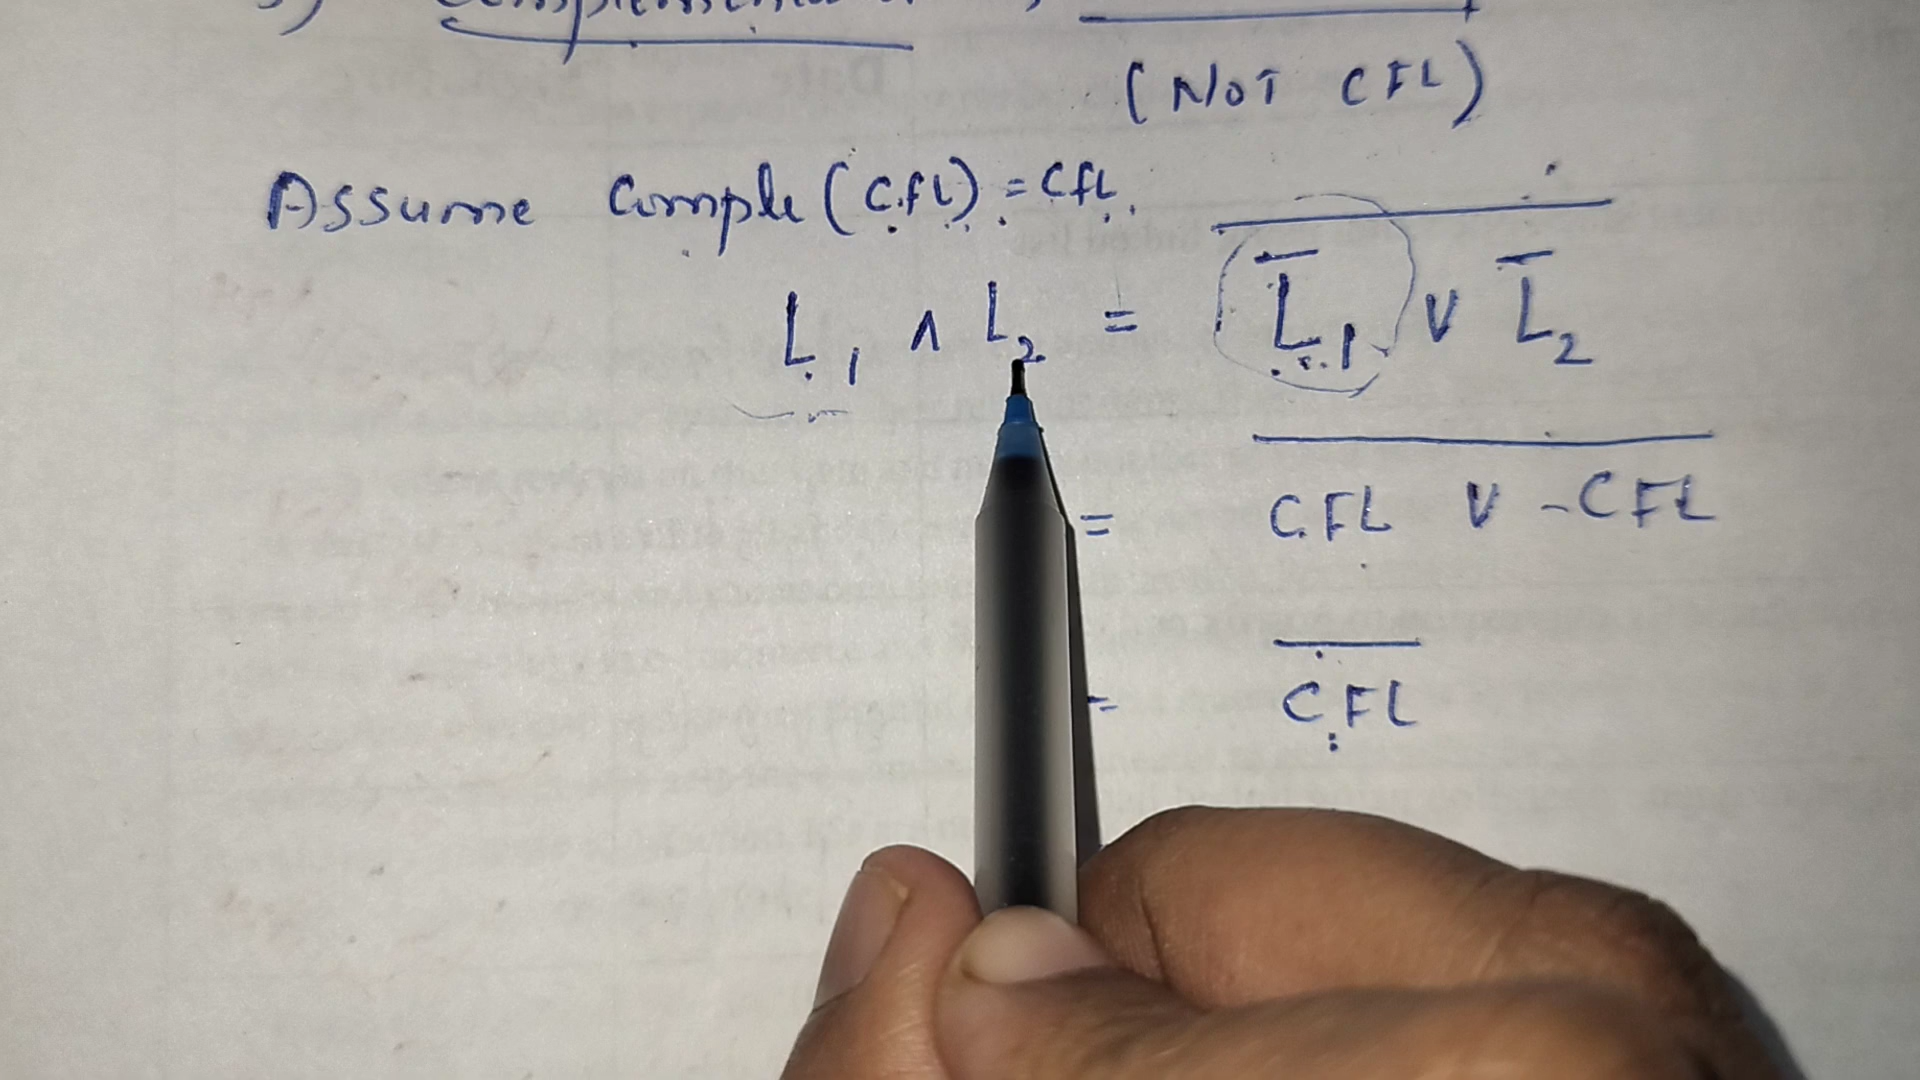 (NOT CFL)
Assume Comple (CFL) = CFL.
L1 ∧ L2 = L̅1 V L̅2
= CFL V - CFL
= CFL